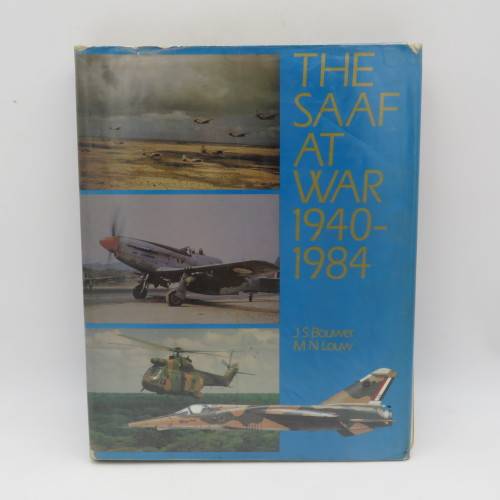 THE
SAAF
AT
WAR
1940-
1984
J S Bouwer
M N Louw